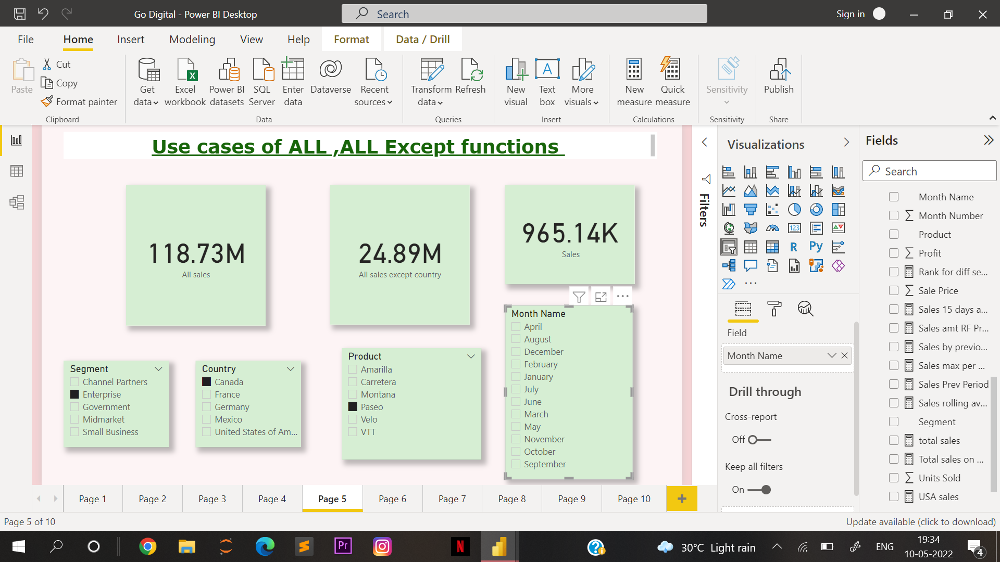 Go Digital - Power BI Desktop
Search
Sign in
File
Home
Insert
Modeling
View
Help
Format
Data / Drill
Paste
Cut
Copy
Format painter
Clipboard
Get data
Excel workbook
Power BI datasets
SQL Server
Enter data
Dataverse
Recent sources
Data
Transform data
Refresh
Queries
New visual
Text box
More visuals
Insert
New measure
Quick measure
Calculations
Sensitivity
Sensitivity
Publish
Share
Use cases of ALL ,ALL Except functions
118.73M
All sales
24.89M
All sales except country
965.14K
Sales
Segment
Channel Partners
Enterprise
Government
Midmarket
Small Business
Country
Canada
France
Germany
Mexico
United States of Am...
Product
Amarilla
Carretera
Montana
Paseo
Velo
VTT
Month Name
April
August
December
February
January
July
June
March
May
November
October
September
Filters
Visualizations
123
R
Py
Field
Month Name
Drill through
Cross-report
Off
Keep all filters
On
Fields
Search
Month Name
Month Number
Product
Profit
Rank for diff se...
Sale Price
Sales 15 days a...
Sales amt RF Pr...
Sales by previo...
Sales max per ...
Sales Prev Period
Sales rolling av...
Segment
total sales
Total sales on ...
Units Sold
USA sales
Page 1
Page 2
Page 3
Page 4
Page 5
Page 6
Page 7
Page 8
Page 9
Page 10
Page 5 of 10
Update available (click to download)
Pr
N
30°C Light rain
ENG
19:34
10-05-2022
4